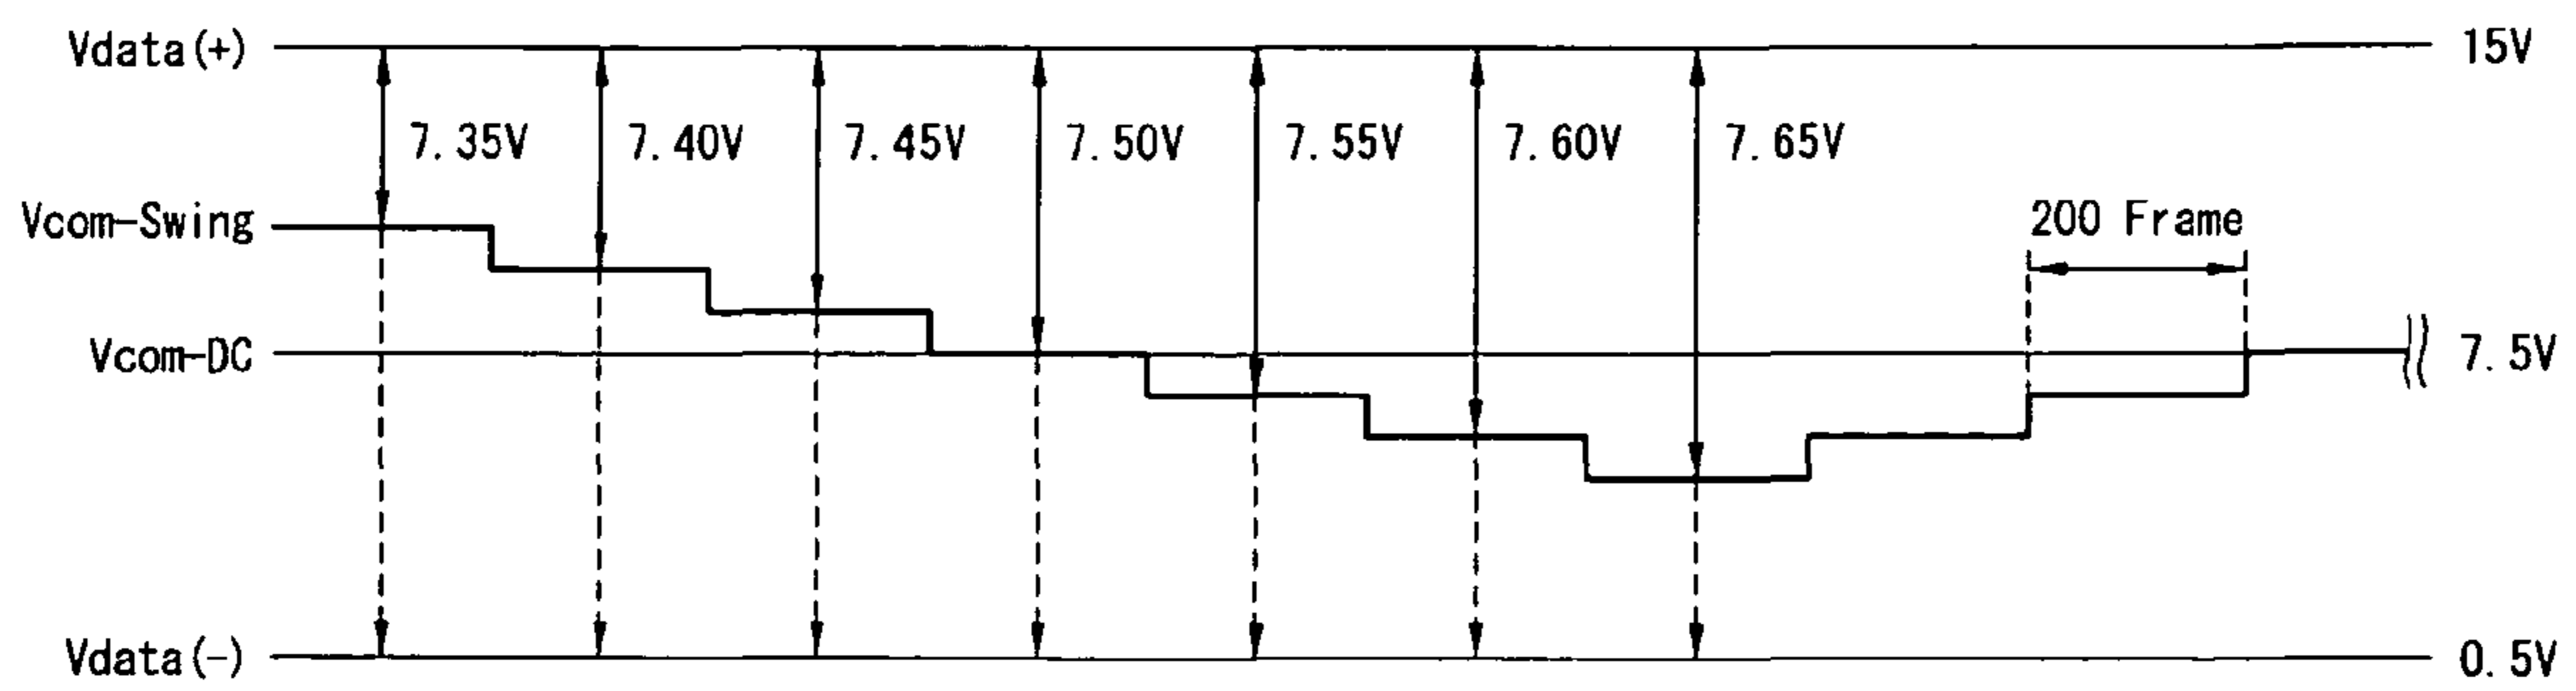 Vdata(+) 15V
7.35V 7.40V 7.45V 7.50V 7.55V 7.60V 7.65V
Vcom-Swing 200 Frame
Vcom-DC 7.5V
Vdata(-) 0.5V